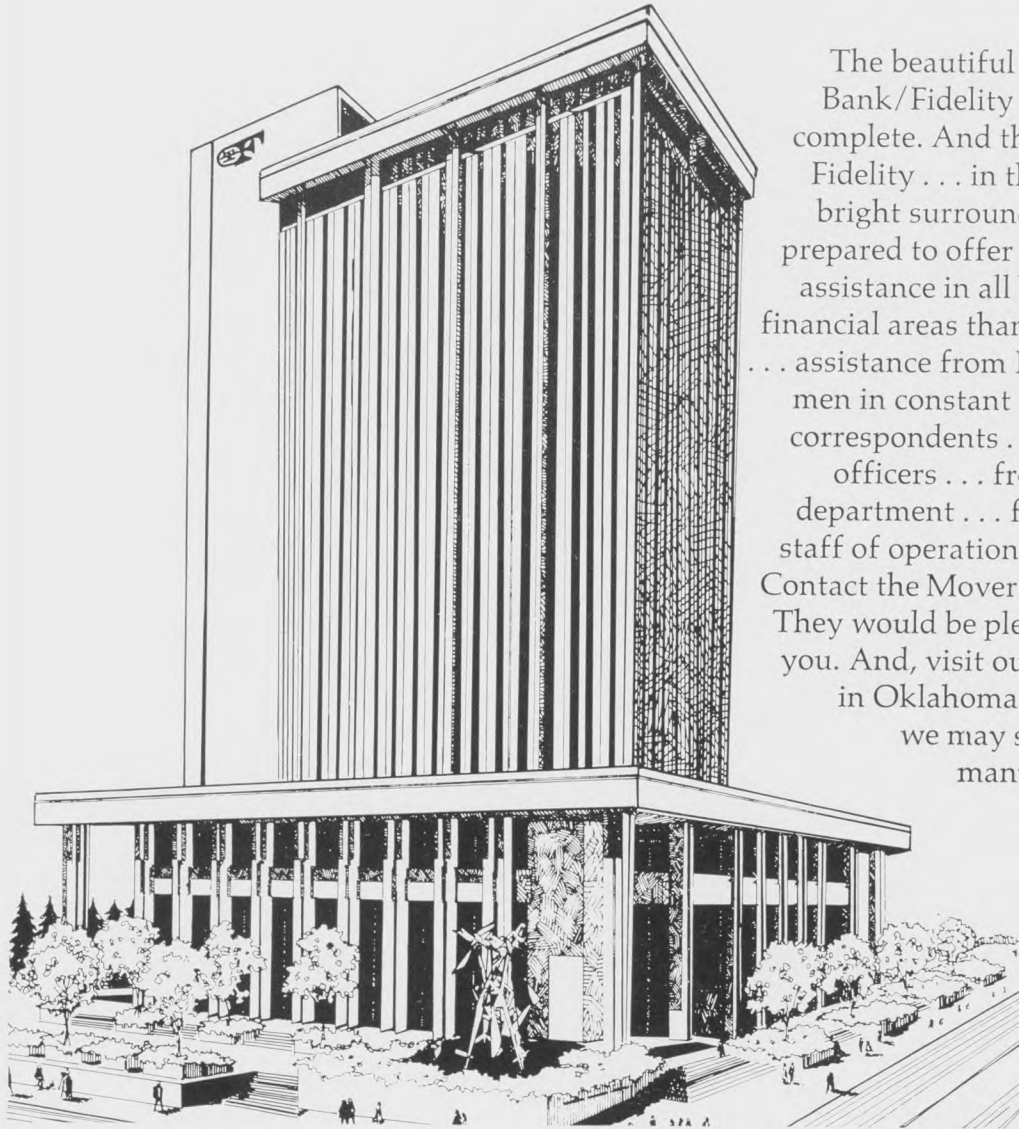 The beautiful
Bank/Fidelity
complete. And th
Fidelity . . . in th
bright surround
prepared to offer
assistance in all
financial areas than
. . . assistance from
men in constant
correspondents .
officers . . . fr
department . . . f
staff of operation
Contact the Mover
They would be ple
you. And, visit ou
in Oklahoma
we may s
man